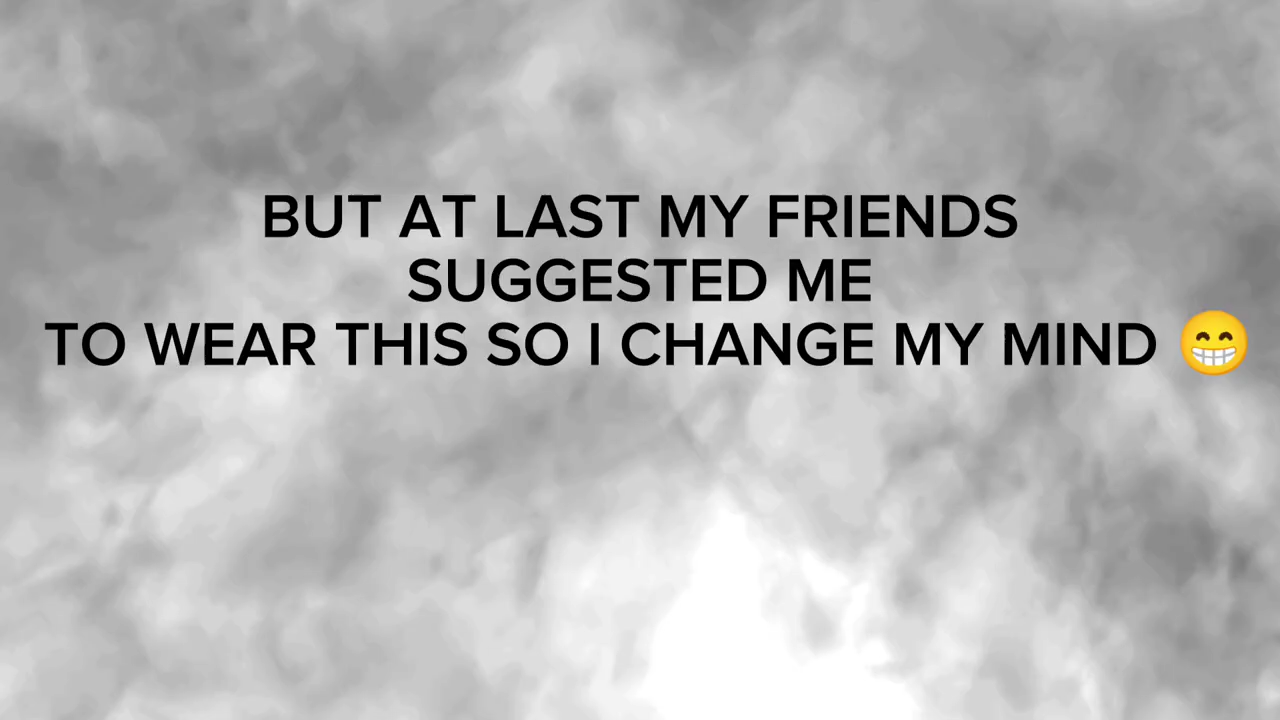 BUT AT LAST MY FRIENDS
SUGGESTED ME
TO WEAR THIS SO I CHANGE MY MIND 😁